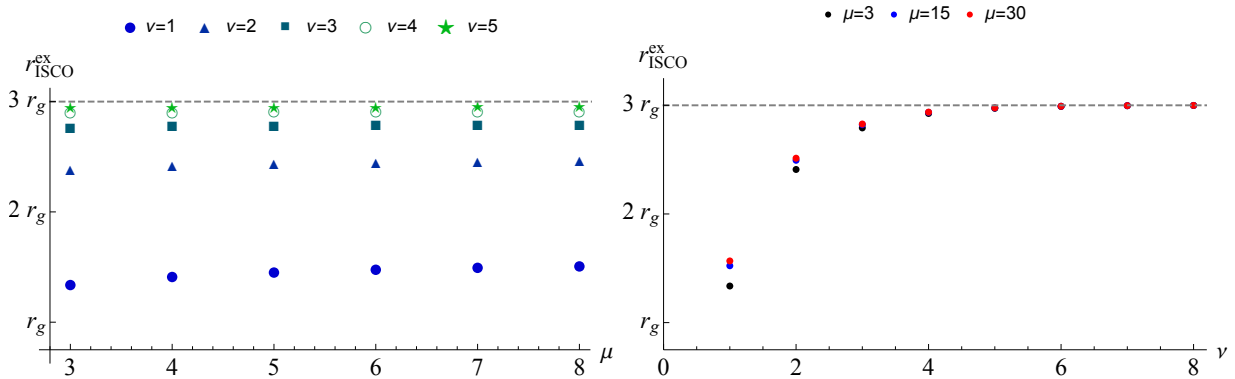 ν=1 ν=2 ν=3 ν=4 ν=5
r_ISCO^ex
3 r_g
2 r_g
r_g
3 4 5 6 7 8 μ
μ=3 μ=15 μ=30
r_ISCO^ex
3 r_g
2 r_g
r_g
0 2 4 6 8 ν